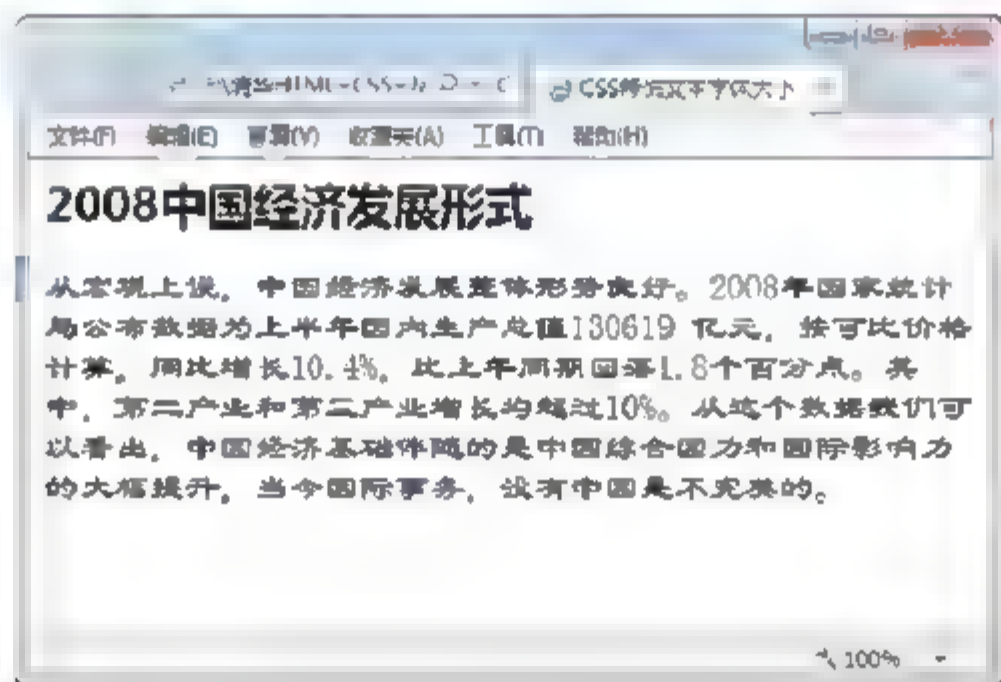 CSS 文本字体大小
文件(F) 编辑(E) 查看(V) 收藏夹(A) 工具(T) 帮助(H)
2008中国经济发展形式
从宏观上说，中国经济发展整体形势良好。2008年国家统计
局公布数据为上半年国内生产总值130619 亿元，按可比价格
计算，同比增长10.4%，比上年同期回落1.8个百分点。其
中，第二产业和第三产业增长均超过10%。从这个数据我们可
以看出，中国经济基础伴随的是中国综合国力和国际影响力
的大幅提升，当今国际事务，没有中国是不完美的。
100%